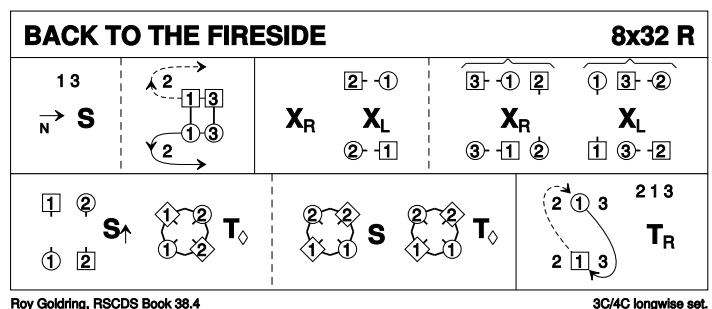 BACK TO THE FIRESIDE 8x32 R
1 3
N S
2
1 3
1 3
2
XR XL
2 1
2 1
3 1 2 1 3 2
XR XL
3 1 2 1 3 2
1 2
S
1 2
1 2
1 2
T
2 2
1 1
S
2 2
1 1
T
2 1 3
2 1 3
2 1 3
TR
Roy Goldring, RSCDS Book 38.4 3C/4C longwise set.